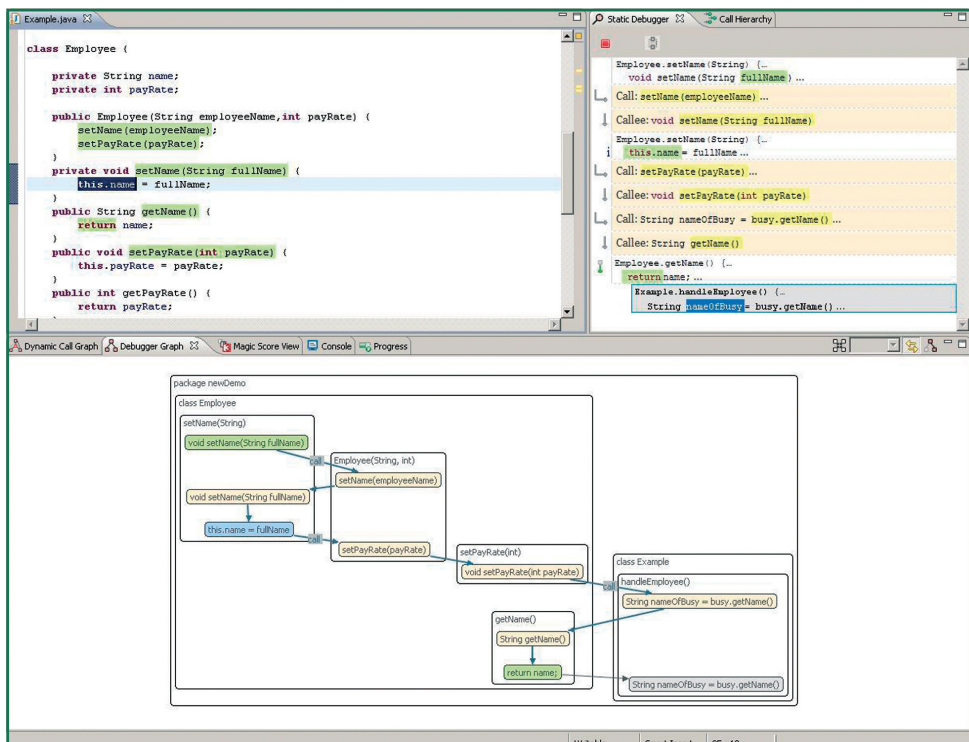 Example.java
class Employee {
private String name;
private int payRate;
public Employee(String employeeName,int payRate) {
setName(employeeName);
setPayRate(payRate);
}
private void setName(String fullName) {
this.name = fullName;
}
public String getName() {
return name;
}
public void setPayRate(int payRate) {
this.payRate = payRate;
}
public int getPayRate() {
return payRate;
Static Debugger
Call Hierarchy
Employee.setName(String) {…
void setName(String fullName) …
Call: setName(employeeName) …
Callee: void setName(String fullName)
Employee.setName(String) {…
this.name = fullName …
Call: setPayRate(payRate) …
Callee: void setPayRate(int payRate)
Call: String nameOfBusy = busy.getName() …
Callee: String getName()
Employee.getName() {…
return name; …
Example.handleEmployee() {…
String nameOfBusy = busy.getName() …
Dynamic Call Graph
Debugger Graph
Magic Score View
Console
Progress
package newDemo
class Employee
setName(String)
void setName(String fullName)
call
Employee(String, int)
setName(employeeName)
void setName(String fullName)
this.name = fullName
call
setPayRate(payRate)
setPayRate(int)
void setPayRate(int payRate)
call
class Example
handleEmployee()
String nameOfBusy = busy.getName()
getName()
String getName()
return name;
String nameOfBusy = busy.getName()